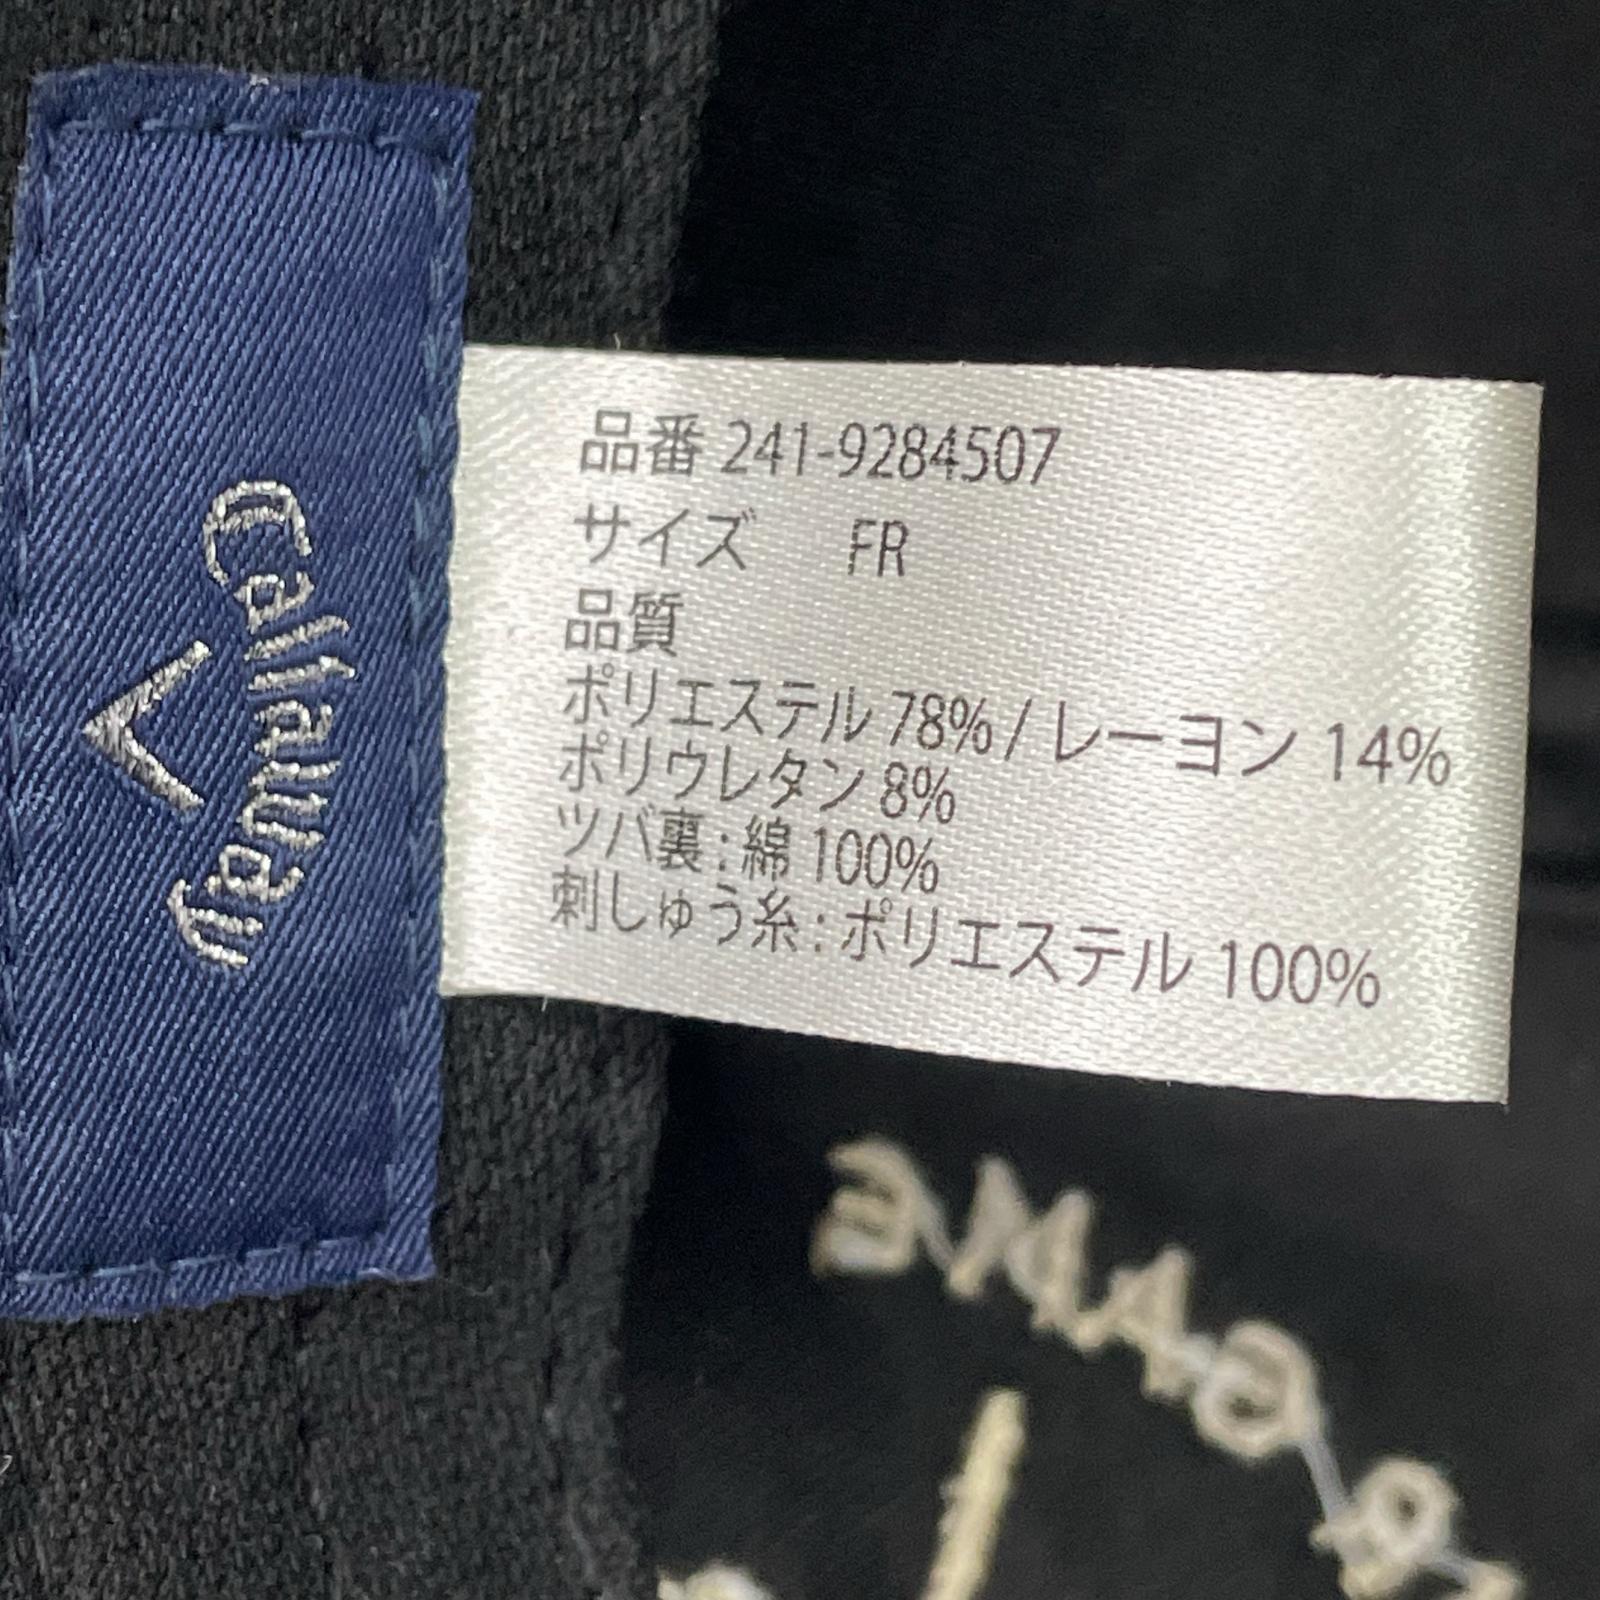 Callaway
品番 241-9284507
サイズ FR
品質
ポリエステル 78% / レーヨン 14%
ポリウレタン 8%
ツバ裏 : 綿 100%
刺しゅう糸 : ポリエステル 100%